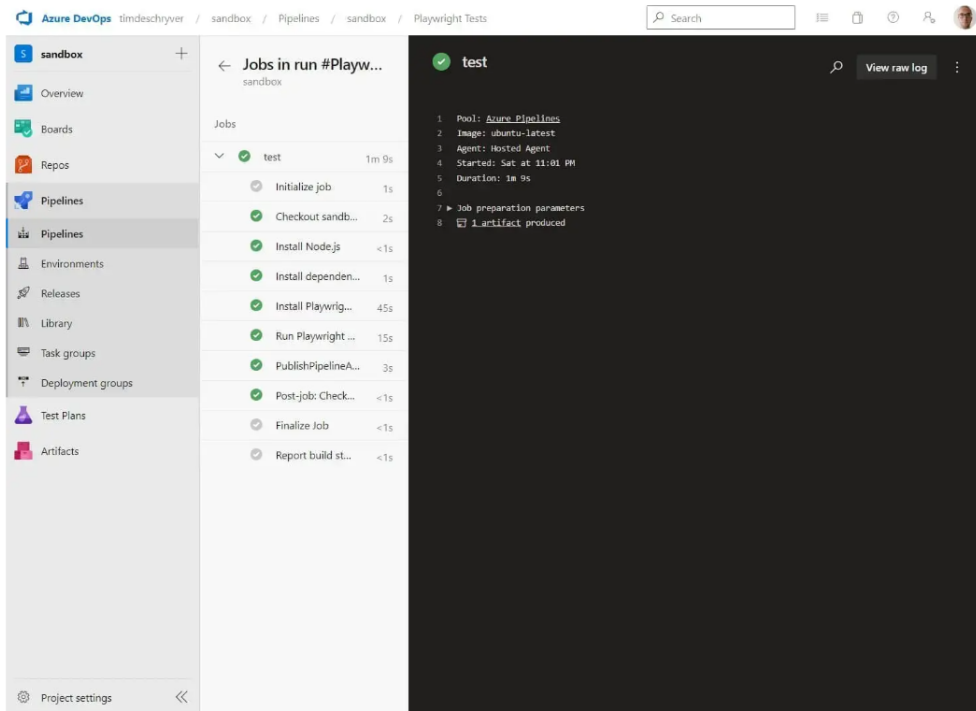 Azure DevOps timdeschryver / sandbox / Pipelines / sandbox / Playwright Tests
Search
S sandbox
Overview
Boards
Repos
Pipelines
Pipelines
Environments
Releases
Library
Task groups
Deployment groups
Test Plans
Artifacts
Project settings
Jobs in run #Playw...
sandbox
Jobs
test 1m 9s
Initialize job 1s
Checkout sandb... 2s
Install Node.js <1s
Install dependen... 1s
Install Playwrig... 45s
Run Playwright ... 15s
PublishPipelineA... 3s
Post-job: Check... <1s
Finalize Job <1s
Report build st... <1s
test
View raw log
1 Pool: Azure Pipelines
2 Image: ubuntu-latest
3 Agent: Hosted Agent
4 Started: Sat at 11:01 PM
5 Duration: 1m 9s
6
7 Job preparation parameters
8 1 artifact produced